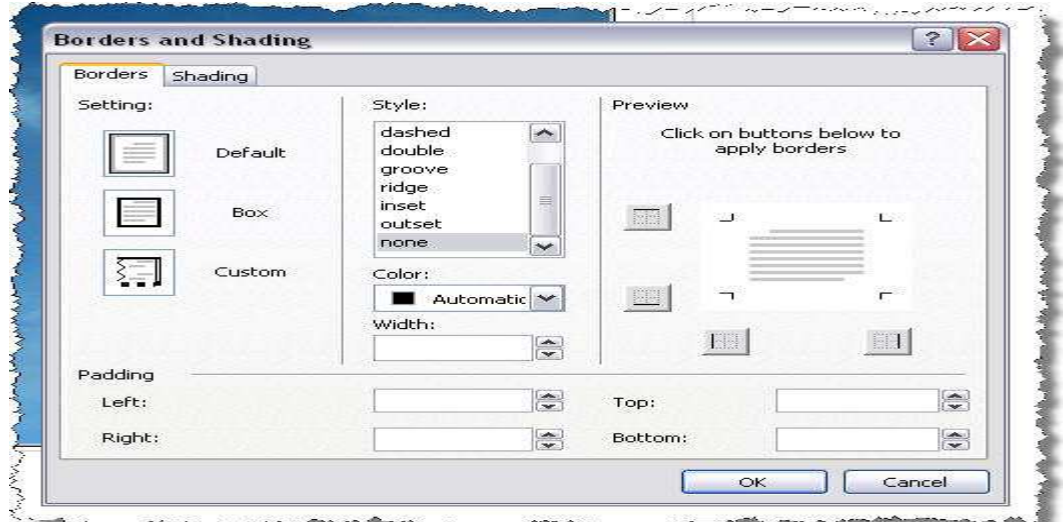 Borders and Shading
Borders Shading
Setting:
Default
Box
Custom
Style:
dashed
double
groove
ridge
inset
outset
none
Color:
Automatic
Width:
Preview
Click on buttons below to
apply borders
Padding
Left:
Top:
Right:
Bottom:
OK Cancel